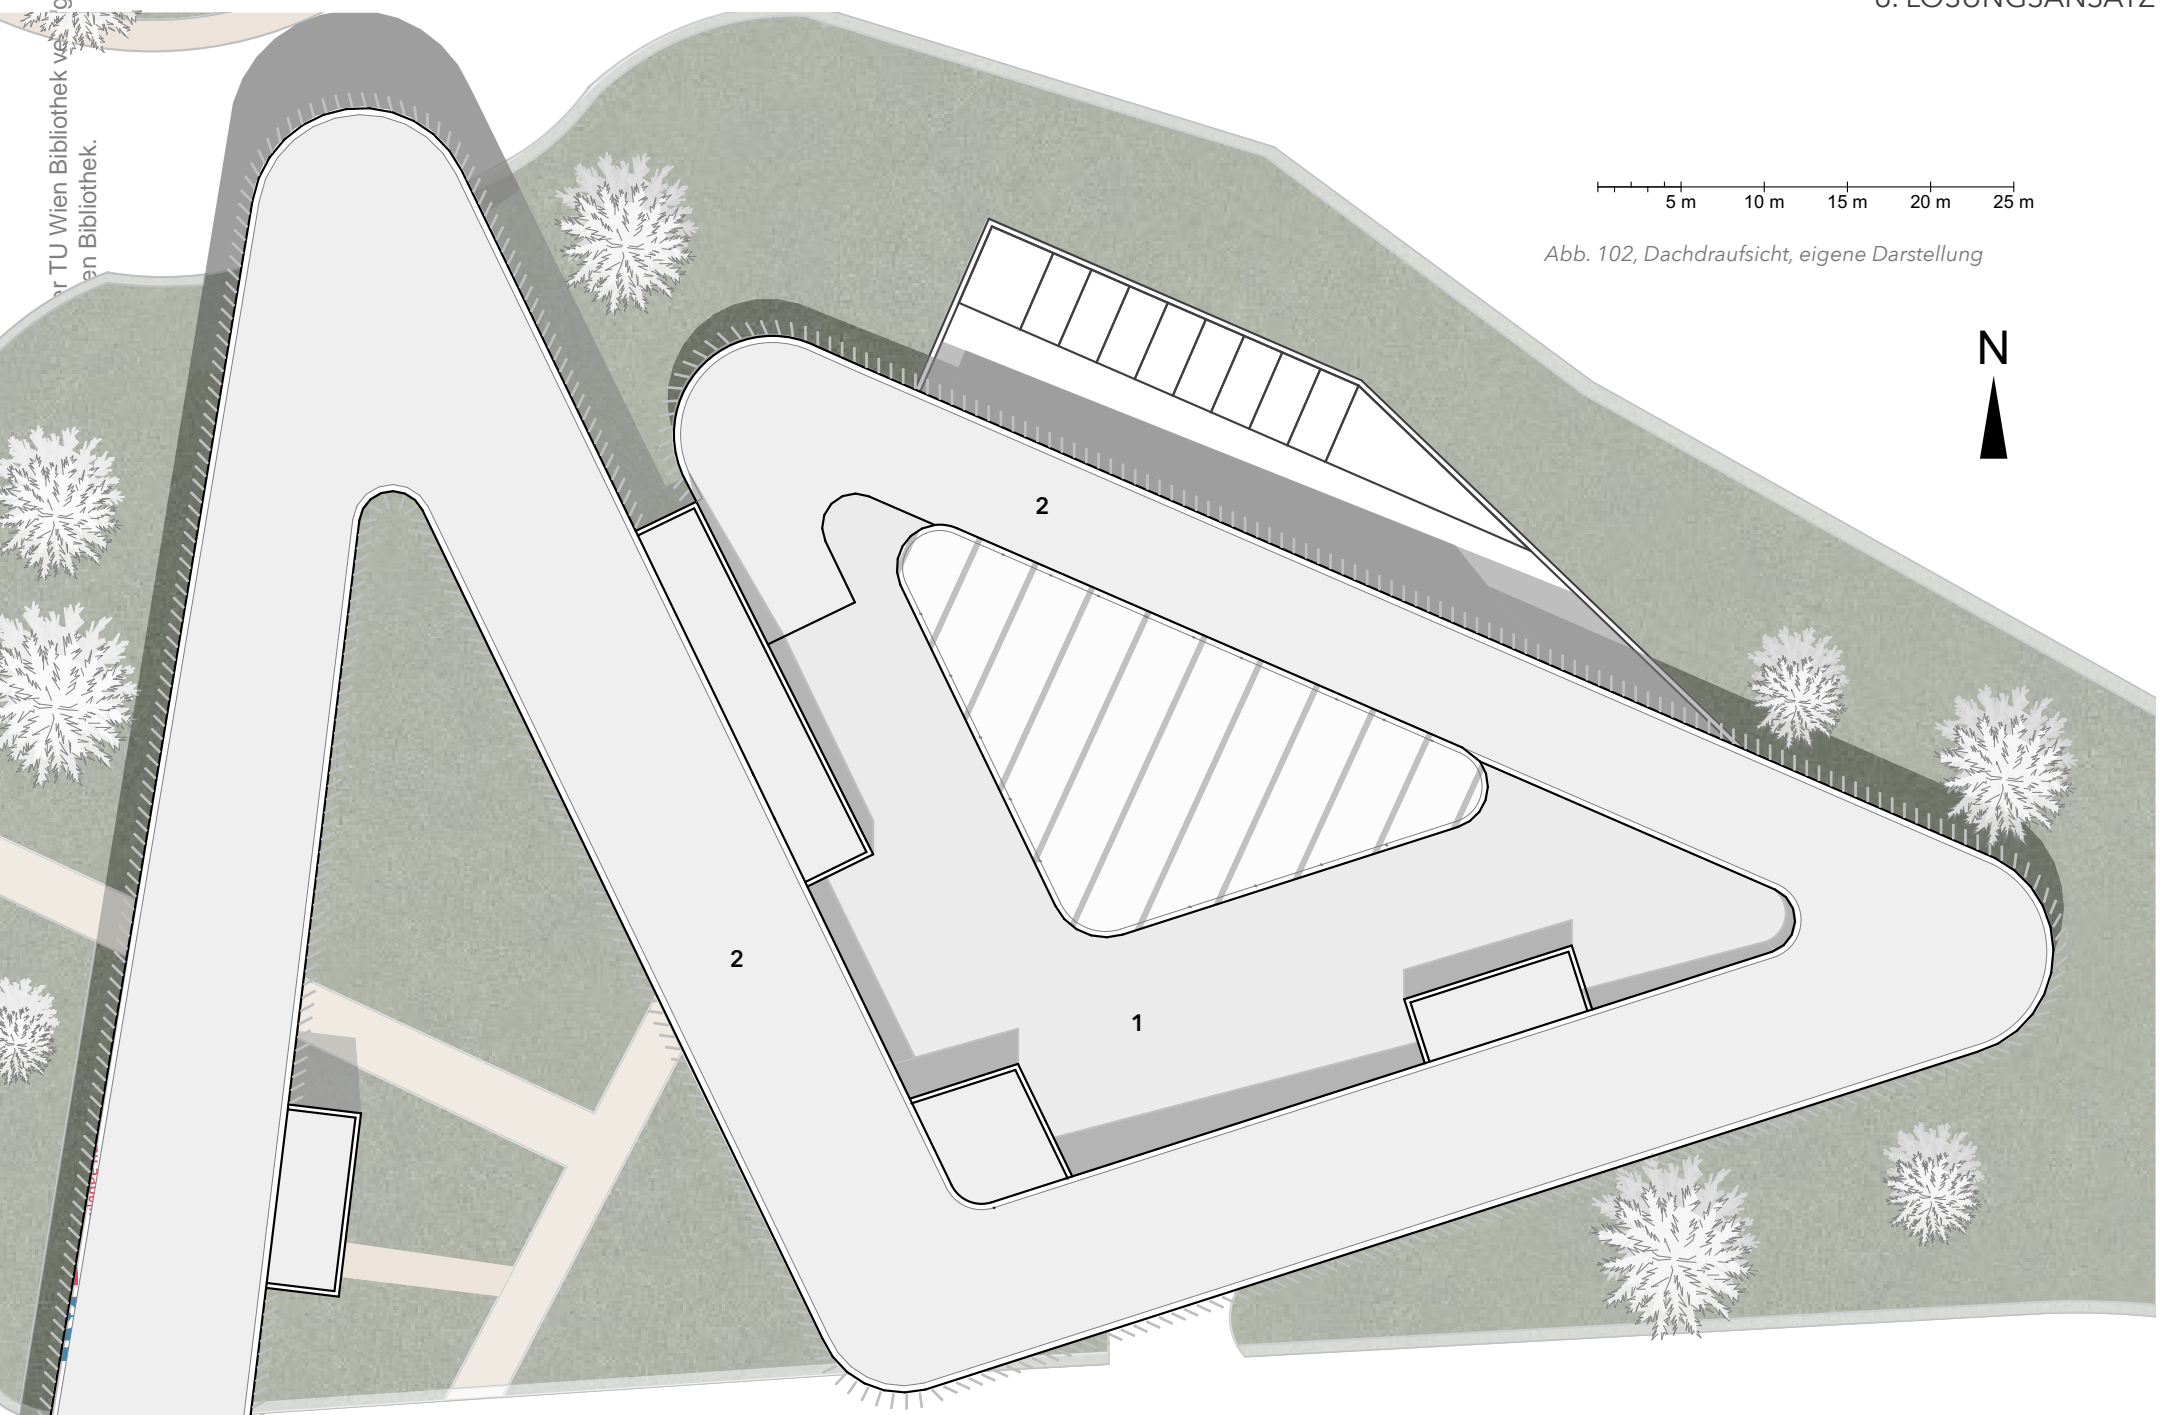 6. LÖSUNGSANSATZ
TU Wien Bibliothek
Bibliothek.
5 m 10 m 15 m 20 m 25 m
Abb. 102, Dachdraufsicht, eigene Darstellung
N
2
2
1